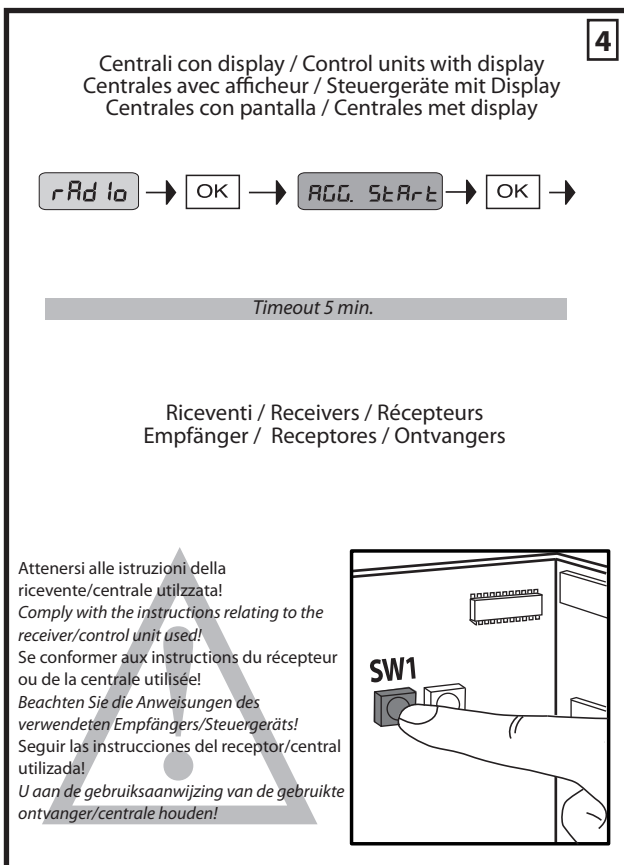 4
Centrali con display / Control units with display
Centrales avec afficheur / Steuergeräte mit Display
Centrales con pantalla / Centrales met display
rAdIo OK AGG. StArt OK
Timeout 5 min.
Riceventi / Receivers / Récepteurs
Empfänger / Receptores / Ontvangers
Attenersi alle istruzioni della
ricevente/centrale utilzzata!
Comply with the instructions relating to the
receiver/control unit used!
Se conformer aux instructions du récepteur
ou de la centrale utilisée!
Beachten Sie die Anweisungen des
verwendeten Empfängers/Steuergeräts!
Seguir las instrucciones del receptor/central
utilizada!
U aan de gebruiksaanwijzing van de gebruikte
ontvanger/centrale houden!
SW1